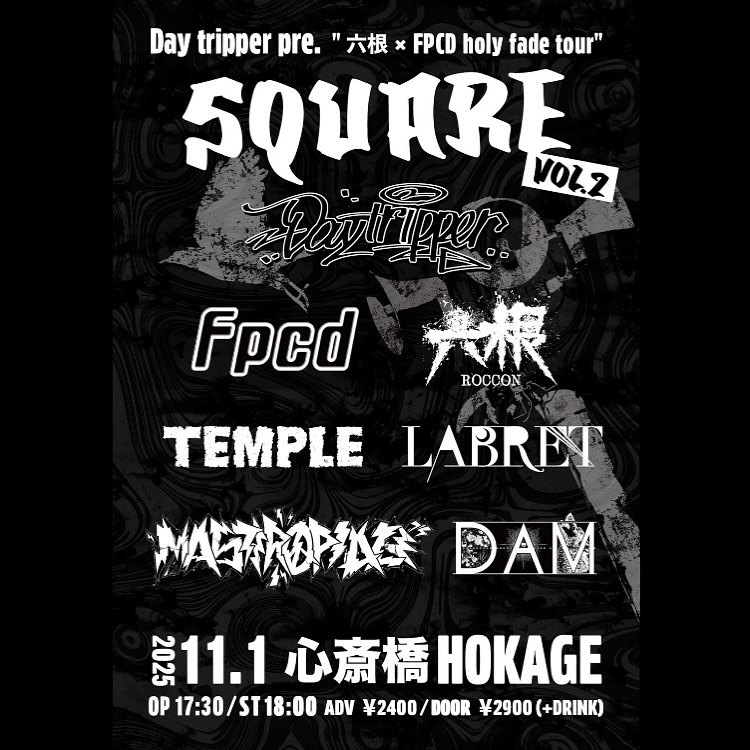 Day tripper pre. "六根 × FPCD holy fade tour"
SQUARE
VOL.2
Daytripper
Fpcd
六根
ROCCON
TEMPLE
LABRET
DAM
2025 11.1 心斎橋 HOKAGE
OP 17:30 / ST 18:00 ADV ¥2400 / DOOR ¥2900 (+DRINK)